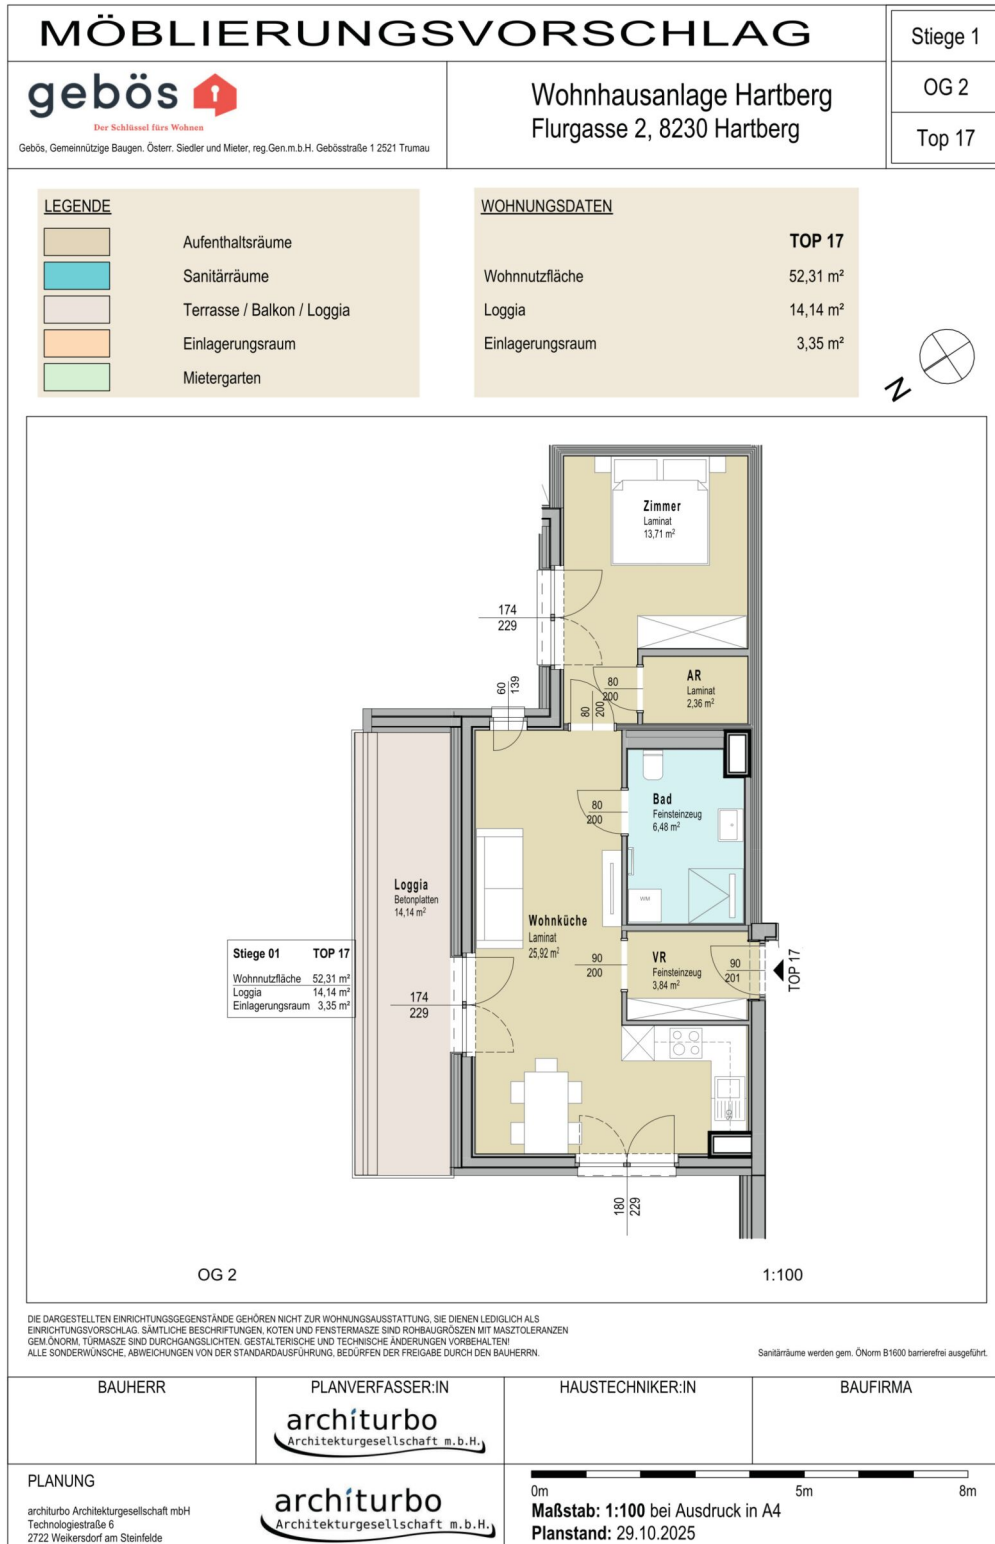 MÖBLIERUNGSVORSCHLAG
Stiege 1
OG 2
Top 17
gebös
Der Schlüssel fürs Wohnen
Gebös, Gemeinnützige Baugen. Österr. Siedler und Mieter, reg.Gen.m.b.H. Gebösstraße 1 2521 Trumau
Wohnhausanlage Hartberg
Flurgasse 2, 8230 Hartberg
LEGENDE
Aufenthaltsräume
Sanitärräume
Terrasse / Balkon / Loggia
Einlagerungsraum
Mietergarten
WOHNUNGSDATEN
TOP 17
Wohnnutzfläche 52,31 m²
Loggia 14,14 m²
Einlagerungsraum 3,35 m²
N
Zimmer
Laminat
13,71 m²
174
229
60
139
80
200
80
200
AR
Laminat
2,36 m²
80
200
Bad
Feinsteinzeug
6,48 m²
WM
Loggia
Betonplatten
14,14 m²
Wohnküche
Laminat
25,92 m²
90
200
VR
Feinsteinzeug
3,84 m²
90
201
TOP 17
Stiege 01 TOP 17
Wohnnutzfläche 52,31 m²
Loggia 14,14 m²
Einlagerungsraum 3,35 m²
174
229
180
229
OG 2
1:100
DIE DARGESTELLTEN EINRICHTUNGSGEGENSTÄNDE GEHÖREN NICHT ZUR WOHNUNGSAUSSTATTUNG, SIE DIENEN LEDIGLICH ALS
EINRICHTUNGSVORSCHLAG. SÄMTLICHE BESCHRIFTUNGEN, KOTEN UND FENSTERMASZE SIND ROHBAUGRÖSZEN MIT MASZTOLERANZEN
GEM.ÖNORM, TÜRMASZE SIND DURCHGANGSLICHTEN. GESTALTERISCHE UND TECHNISCHE ÄNDERUNGEN VORBEHALTEN!
ALLE SONDERWÜNSCHE, ABWEICHUNGEN VON DER STANDARDAUSFÜHRUNG, BEDÜRFEN DER FREIGABE DURCH DEN BAUHERRN.
Sanitärräume werden gem. ÖNorm B1600 barrierefrei ausgeführt.
BAUHERR
PLANVERFASSER:IN
HAUSTECHNIKER:IN
BAUFIRMA
architurbo
Architekturgesellschaft m.b.H.
PLANUNG
architurbo Architekturgesellschaft mbH
Technologiestraße 6
2722 Weikersdorf am Steinfelde
architurbo
Architekturgesellschaft m.b.H.
0m 5m 8m
Maßstab: 1:100 bei Ausdruck in A4
Planstand: 29.10.2025